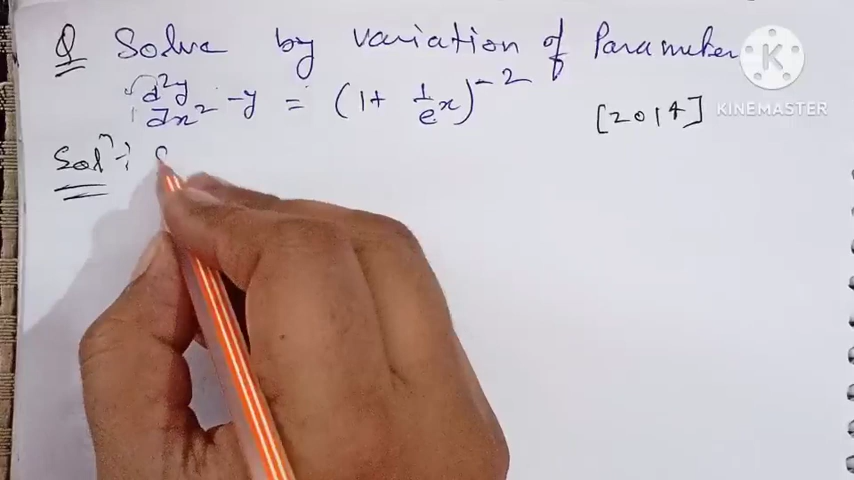 Q Solve by variation of Parameter
d²y/dx² - y = (1 + 1/eˣ)⁻²
[2014]
Solⁿ :-
K
KINEMASTER